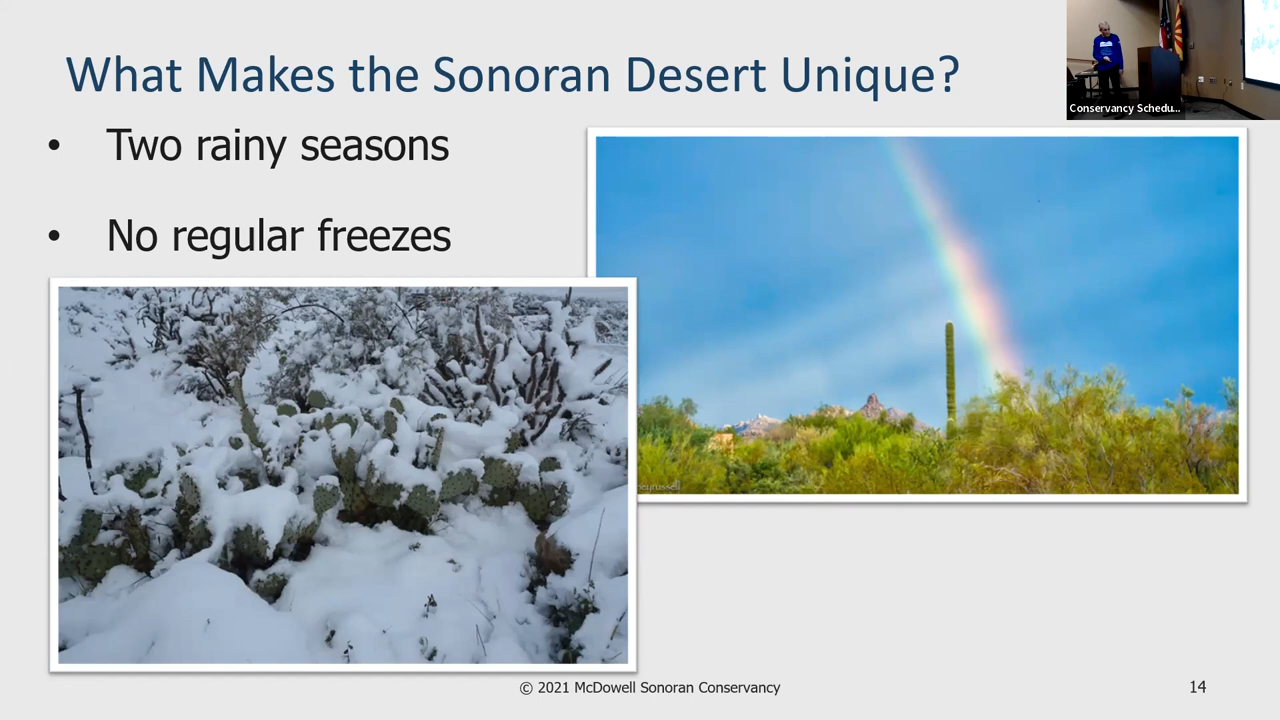 What Makes the Sonoran Desert Unique?
Conservancy Schedu...
• Two rainy seasons
• No regular freezes
© 2021 McDowell Sonoran Conservancy
14